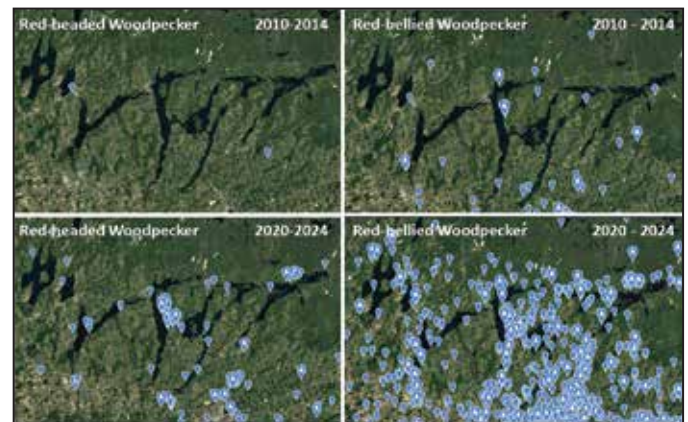 Red-headed Woodpecker 2010-2014
Red-bellied Woodpecker 2010 - 2014
Red-headed Woodpecker 2020-2024
Red-bellied Woodpecker 2020 - 2024